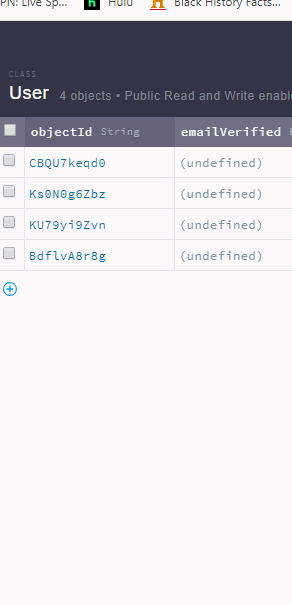 PN: Live Sp... h Hulu H Black History Facts...
CLASS
User 4 objects • Public Read and Write enabl
objectId String emailVerified
CBQU7keqd0 (undefined)
Ks0N0g6Zbz (undefined)
KU79yi9Zvn (undefined)
BdflvA8r8g (undefined)